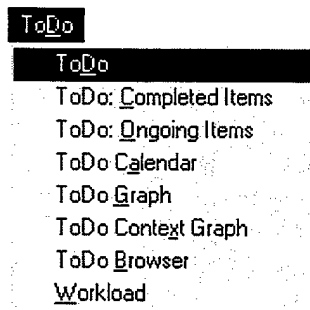 ToDo
ToDo
ToDo: Completed Items
ToDo: Ongoing Items
ToDo Calendar
ToDo Graph
ToDo Context Graph
ToDo Browser
Workload